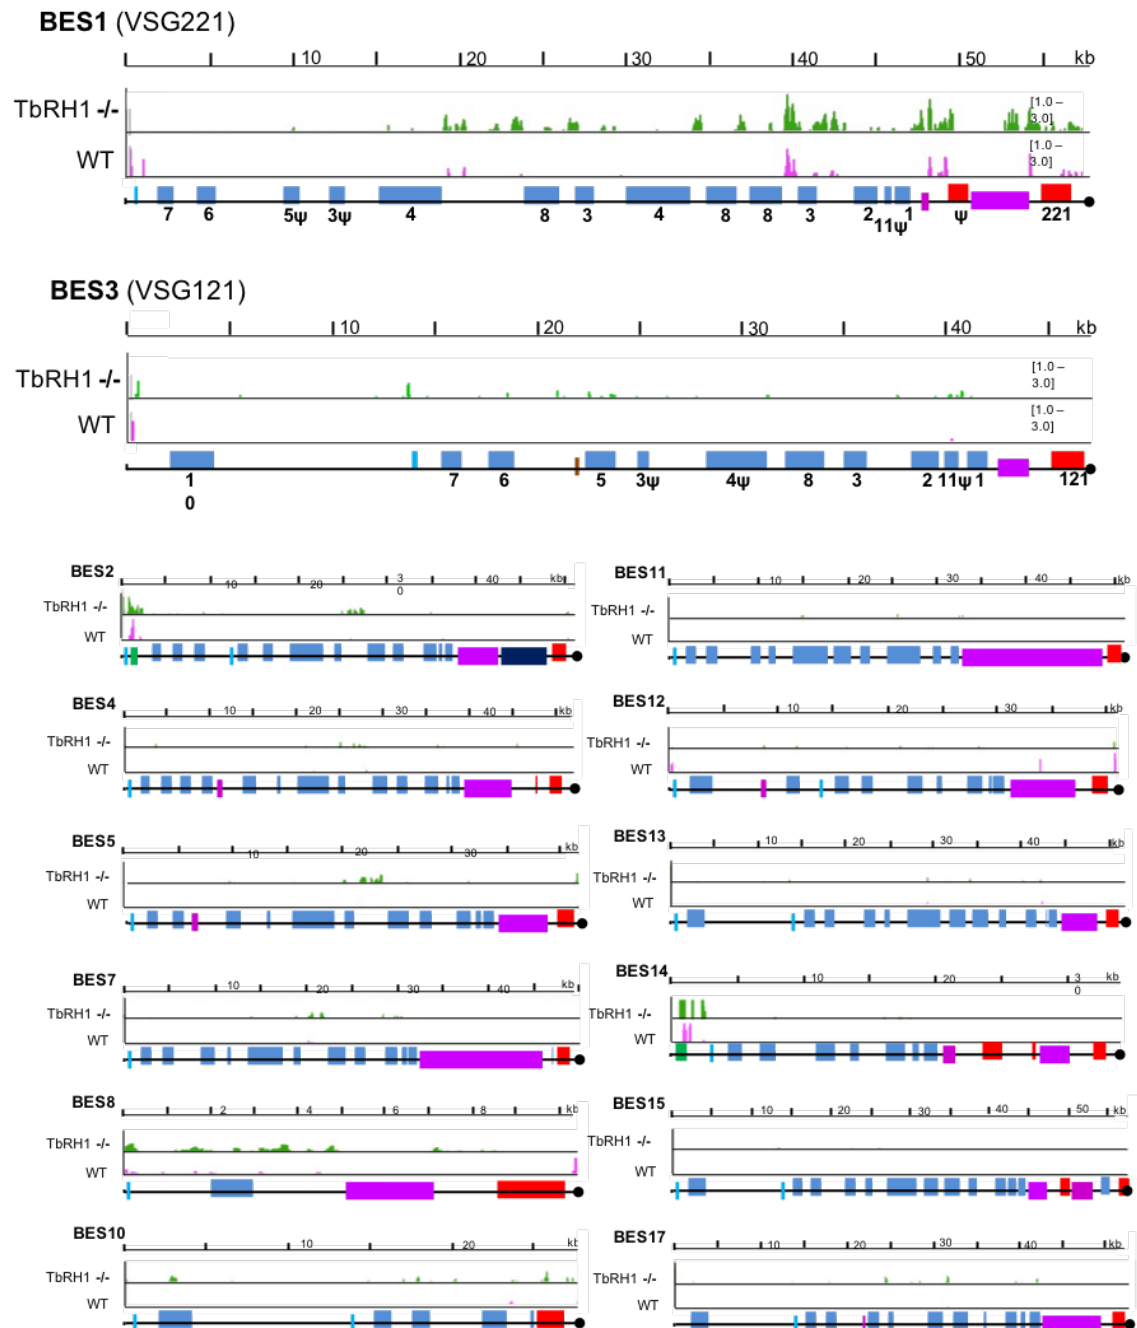 BES1 (VSG221)
10 20 30 40 50 kb
TbRH1 -/- [1.0 –
3.0]
WT [1.0 –
3.0]
7 6 5ψ 3ψ 4 8 3 4 8 8 3 2 11ψ 1 ψ 221
BES3 (VSG121)
10 20 30 40 kb
TbRH1 -/- [1.0 –
3.0]
WT [1.0 –
3.0]
1 7 6 5 3ψ 4ψ 8 3 2 11ψ 1 121
0
BES2
10 20 3 40 kb
0
TbRH1 -/-
WT
BES11
10 20 30 40 kb
TbRH1 -/-
WT
BES4
10 20 30 40 kb
TbRH1 -/-
WT
BES12
10 20 30 kb
TbRH1 -/-
WT
BES5
10 20 30 kb
TbRH1 -/-
WT
BES13
10 20 30 40 kb
TbRH1 -/-
WT
BES7
10 20 30 40 kb
TbRH1 -/-
WT
BES14
10 20 3 kb
0
TbRH1 -/-
WT
BES8
2 4 6 8 kb
TbRH1 -/-
WT
BES15
10 20 30 40 50 kb
TbRH1 -/-
WT
BES10
10 20 kb
TbRH1 -/-
WT
BES17
10 20 30 40 kb
TbRH1 -/-
WT